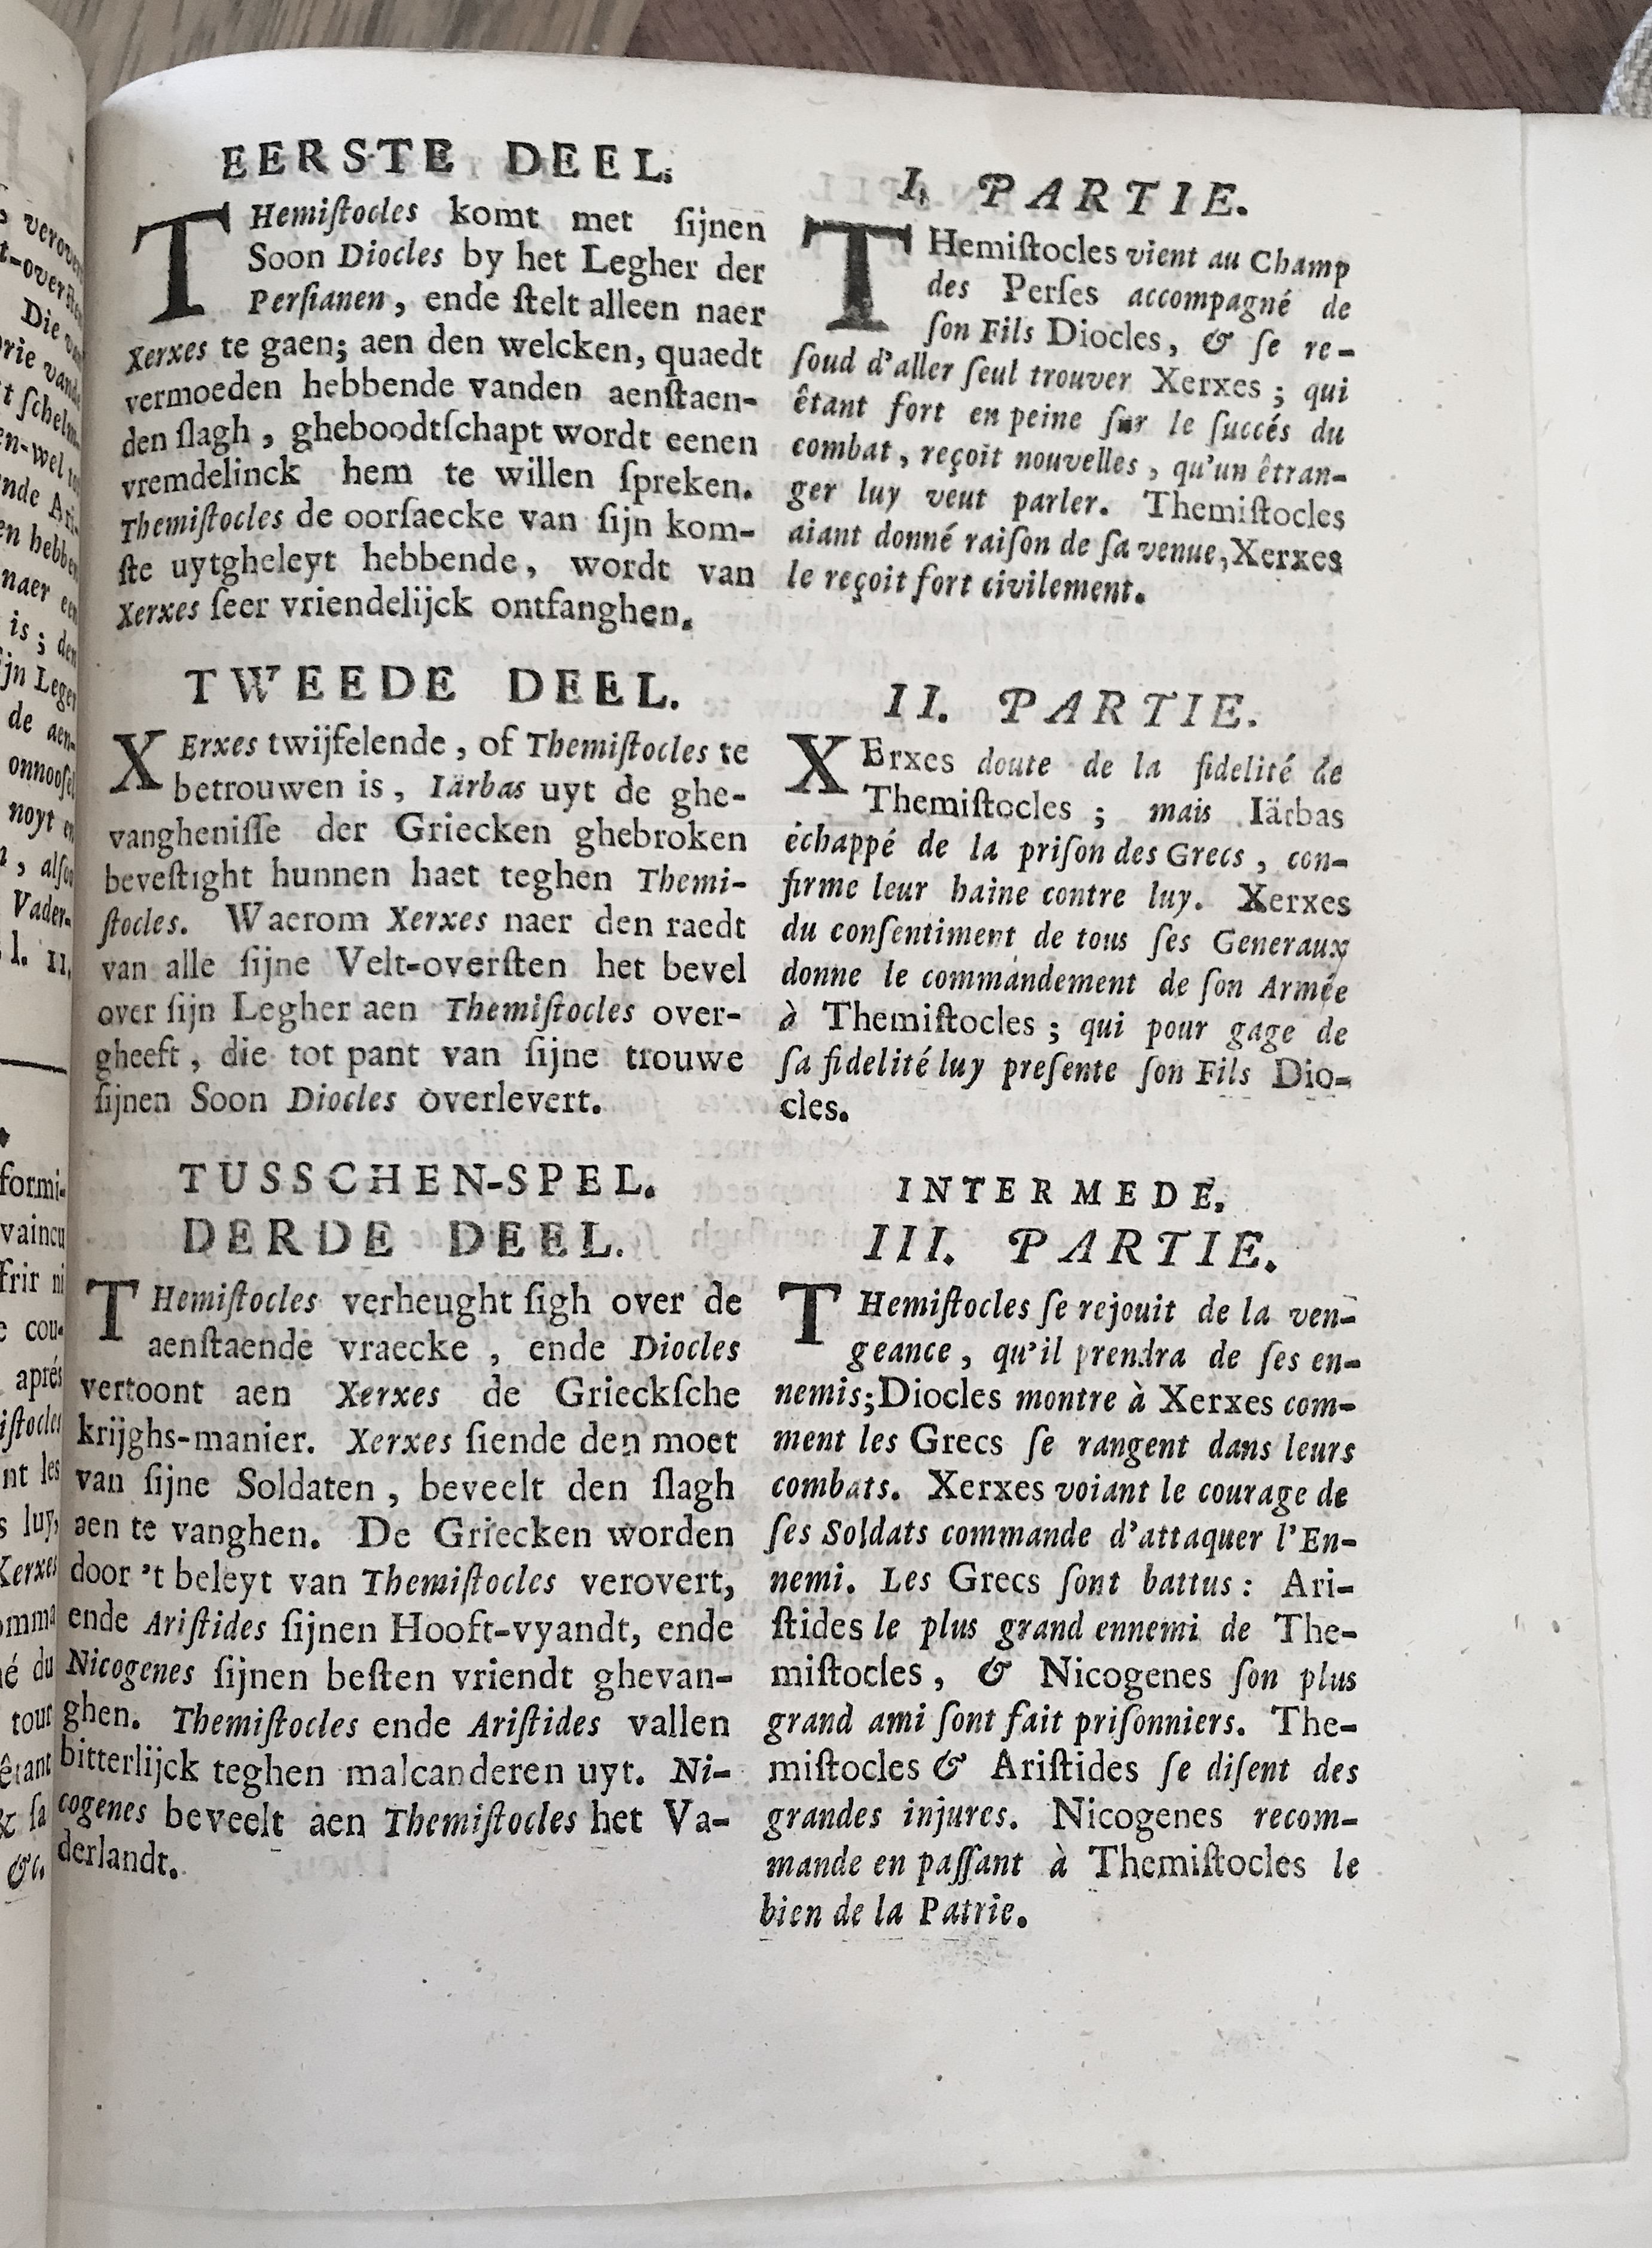 EERSTE DEEL.
THemiſtocles komt met ſijnen
Soon Diocles by het Legher der
Perſianen, ende ſtelt alleen naer
Xerxes te gaen; aen den welcken, quaedt
vermoeden hebbende vanden aenſtaen-
den ſlagh, gheboodtſchapt wordt eenen
vremdelinck hem te willen ſpreken.
Themiſtocles de oorſaecke van ſijn kom-
ſte uytgheleyt hebbende, wordt van
Xerxes ſeer vriendelijck ontfanghen.
TWEEDE DEEL.
XErxes twijfelende, of Themiſtocles te
betrouwen is, Iärbas uyt de ghe-
vangheniſſe der Griecken ghebroken
beveſtight hunnen haet teghen Themi-
ſtocles. Waerom Xerxes naer den raedt
van alle ſijne Velt-overſten het bevel
over ſijn Legher aen Themiſtocles over-
gheeft, die tot pant van ſijne trouwe
ſijnen Soon Diocles overlevert.
TUSSCHEN-SPEL.
DERDE DEEL.
THemiſtocles verheught ſigh over de
aenſtaende vraecke, ende Diocles
vertoont aen Xerxes de Grieckſche
krijghs-manier. Xerxes ſiende den moet
van ſijne Soldaten, beveelt den ſlagh
aen te vanghen. De Griecken worden
door 't beleyt van Themiſtocles verovert,
ende Ariſtides ſijnen Hooft-vyandt, ende
Nicogenes ſijnen beſten vriendt ghevan-
ghen. Themiſtocles ende Ariſtides vallen
bitterlijck teghen malcanderen uyt. Ni-
cogenes beveelt aen Themiſtocles het Va-
derlandt.
I. PARTIE.
THemiſtocles vient au Champ
des Perſes accompagné de
ſon Fils Diocles, & ſe re-
ſoud d'aller ſeul trouver Xerxes; qui
êtant fort en peine ſur le ſuccés du
combat, reçoit nouvelles, qu'un êtran-
ger luy veut parler. Themiſtocles
aiant donné raiſon de ſa venue, Xerxes
le reçoit fort civilement.
II. PARTIE.
XErxes doute de la fidelité de
Themiſtocles; mais Iärbas
échappé de la priſon des Grecs, con-
firme leur haine contre luy. Xerxes
du conſentiment de tous ſes Generaux
donne le commandement de ſon Armée
à Themiſtocles; qui pour gage de
ſa fidelité luy preſente ſon Fils Dio-
cles.
INTERMEDE.
III. PARTIE.
THemiſtocles ſe rejouit de la ven-
geance, qu'il prendra de ſes en-
nemis; Diocles montre à Xerxes com-
ment les Grecs ſe rangent dans leurs
combats. Xerxes voiant le courage de
ſes Soldats commande d'attaquer l'En-
nemi. Les Grecs ſont battus: Ari-
ſtides le plus grand ennemi de The-
miſtocles, & Nicogenes ſon plus
grand ami ſont fait priſonniers. The-
miſtocles & Ariſtides ſe diſent des
grandes injures. Nicogenes recom-
mande en paſſant à Themiſtocles le
bien de la Patrie.